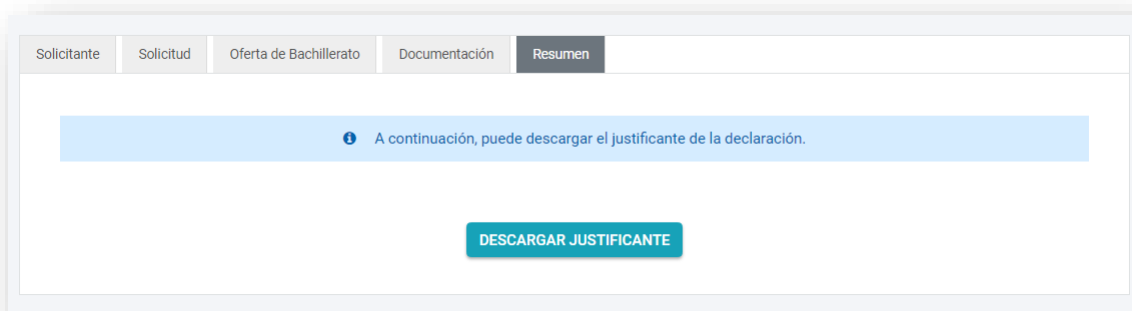 Solicitante Solicitud Oferta de Bachillerato Documentación Resumen
A continuación, puede descargar el justificante de la declaración.
DESCARGAR JUSTIFICANTE